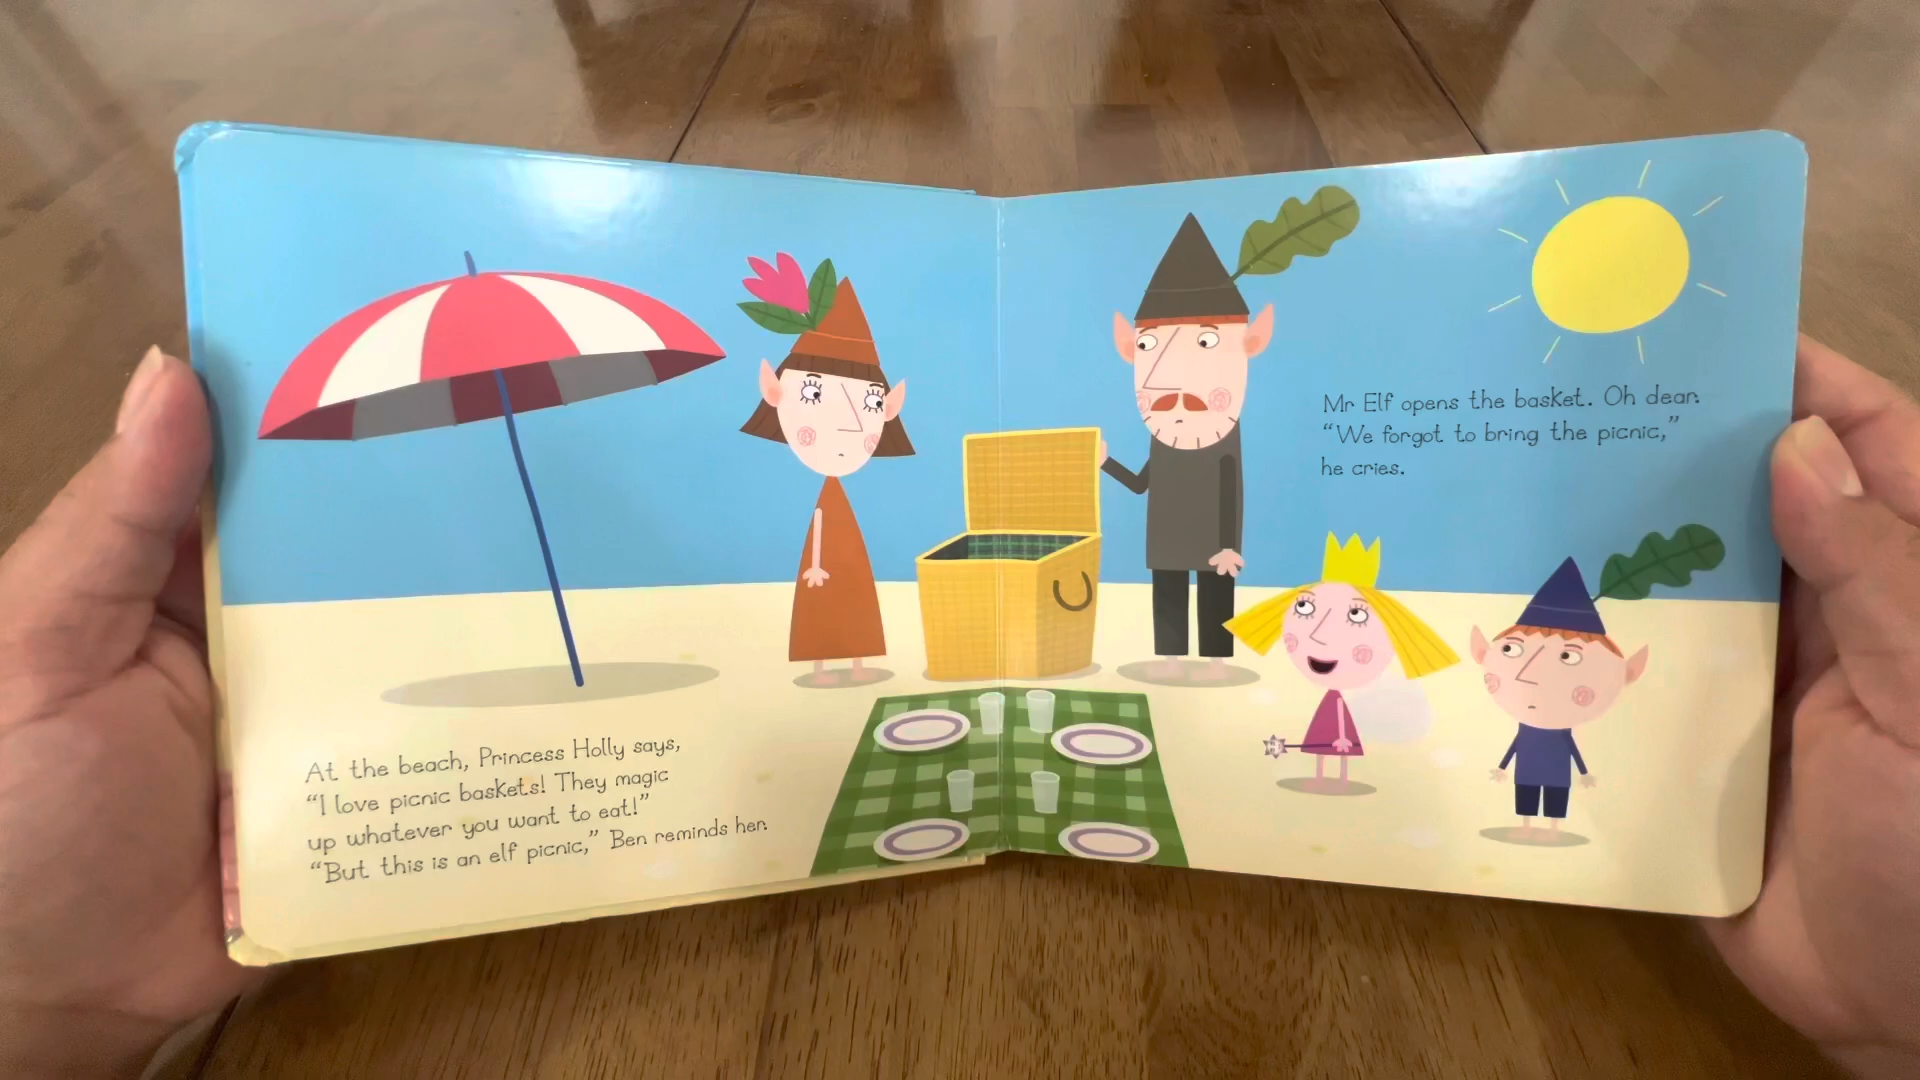 At the beach, Princess Holly says,
“I love picnic baskets! They magic
up whatever you want to eat!”
“But this is an elf picnic,” Ben reminds her.
Mr Elf opens the basket. Oh dear.
“We forgot to bring the picnic,”
he cries.